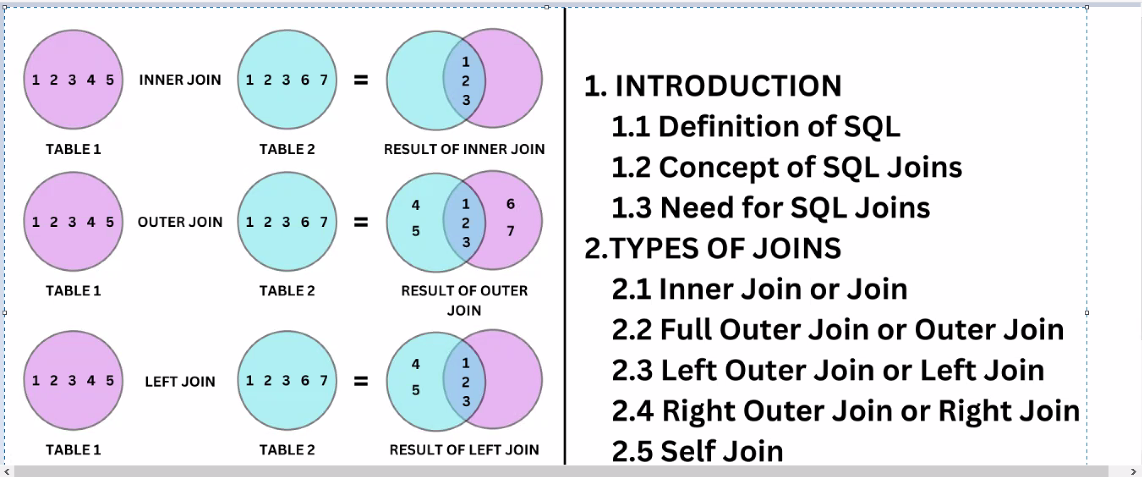 1 2 3 4 5 INNER JOIN 1 2 3 6 7 =
1
2
3
TABLE 1 TABLE 2 RESULT OF INNER JOIN
1 2 3 4 5 OUTER JOIN 1 2 3 6 7 =
4 1 6
5 2 7
3
TABLE 1 TABLE 2 RESULT OF OUTER
JOIN
1 2 3 4 5 LEFT JOIN 1 2 3 6 7 =
4 1
5 2
3
TABLE 1 TABLE 2 RESULT OF LEFT JOIN
1. INTRODUCTION
1.1 Definition of SQL
1.2 Concept of SQL Joins
1.3 Need for SQL Joins
2.TYPES OF JOINS
2.1 Inner Join or Join
2.2 Full Outer Join or Outer Join
2.3 Left Outer Join or Left Join
2.4 Right Outer Join or Right Join
2.5 Self Join